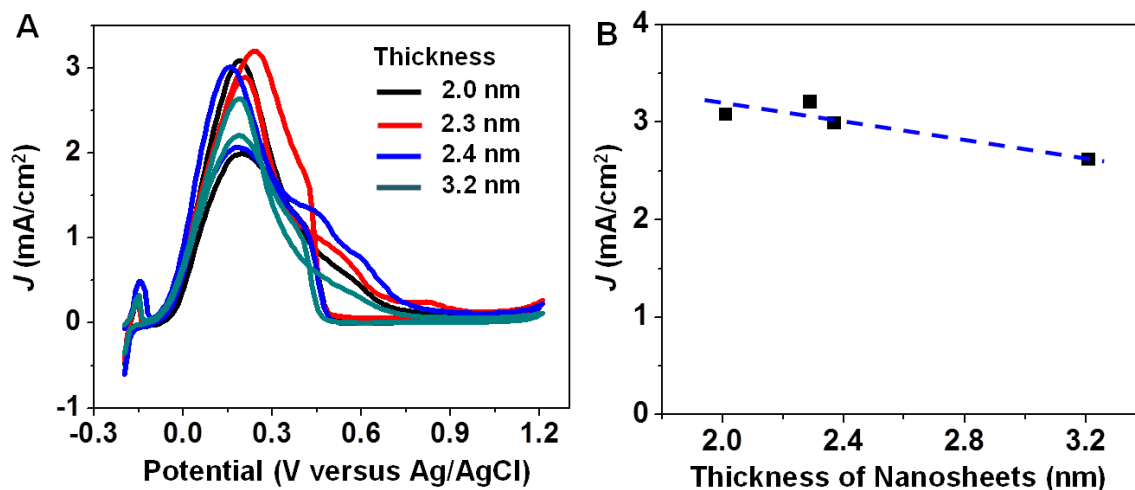 A
Thickness
2.0 nm
2.3 nm
2.4 nm
3.2 nm
3
2
1
0
-1
J (mA/cm²)
-0.3 0.0 0.3 0.6 0.9 1.2
Potential (V versus Ag/AgCl)
B
4
3
2
1
0
J (mA/cm²)
2.0 2.4 2.8 3.2
Thickness of Nanosheets (nm)